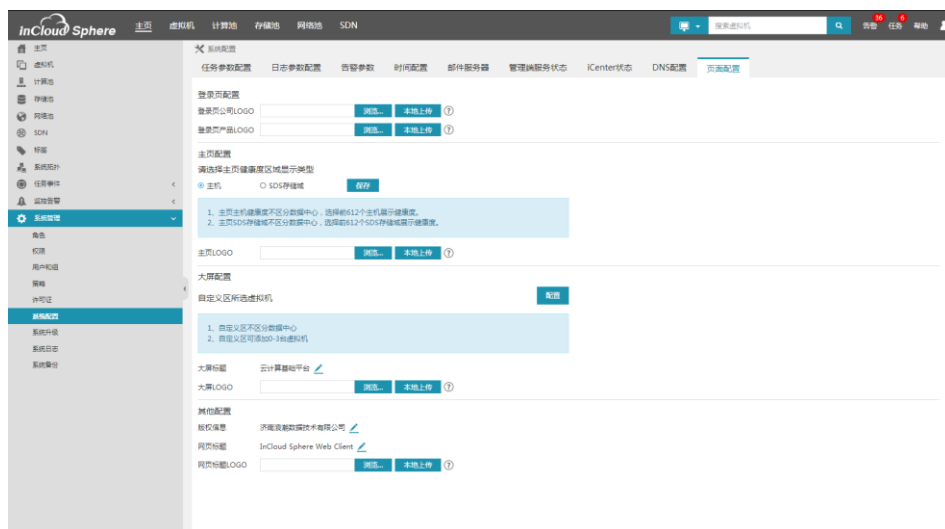 inCloud Sphere 主页 虚拟机 计算池 存储池 网络池 SDN 搜索虚拟机 告警 36 任务 6 帮助
主页
虚拟机
计算池
存储池
网络池
SDN
标签
系统拓扑
任务事件
监控告警
系统管理
角色
权限
用户和组
策略
许可证
系统配置
系统升级
系统日志
系统备份
系统配置
任务参数配置 日志参数配置 告警参数 时间配置 邮件服务器 管理端服务状态 iCenter状态 DNS配置 页面配置
登录页配置
登录页公司LOGO 浏览... 本地上传
登录页产品LOGO 浏览... 本地上传
主页配置
请选择主页健康度区域显示类型
主机 SDS存储域 保存
1、主页主机健康度不区分数据中心，选择前612个主机展示健康度。
2、主页SDS存储域不区分数据中心，选择前612个SDS存储域展示健康度。
主页LOGO 浏览... 本地上传
大屏配置
自定义区所选虚拟机 配置
1、自定义区不区分数据中心
2、自定义区可添加0-3台虚拟机
大屏标题 云计算基础平台
大屏LOGO 浏览... 本地上传
其他配置
版权信息 济南浪潮数据技术有限公司
网页标题 InCloud Sphere Web Client
网页标题LOGO 浏览... 本地上传